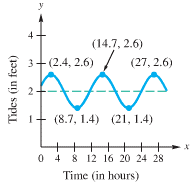 4
(14.7, 2.6)
3
(2.4, 2.6)
(27, 2.6)
2
1
(8.7, 1.4)
(21, 1.4)
x
0 4 8 12 16 20 24 28
Time (in hours)
Tides (in feet)